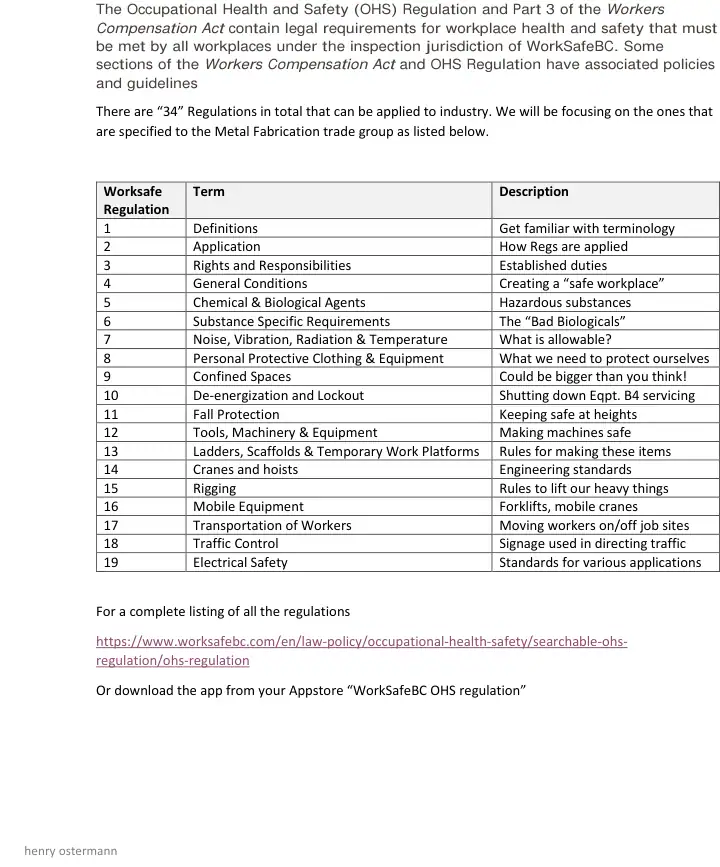 The Occupational Health and Safety (OHS) Regulation and Part 3 of the Workers
Compensation Act contain legal requirements for workplace health and safety that must
be met by all workplaces under the inspection jurisdiction of WorkSafeBC. Some
sections of the Workers Compensation Act and OHS Regulation have associated policies
and guidelines
There are “34” Regulations in total that can be applied to industry. We will be focusing on the ones that
are specified to the Metal Fabrication trade group as listed below.
Worksafe Regulation Term Description
1 Definitions Get familiar with terminology
2 Application How Regs are applied
3 Rights and Responsibilities Established duties
4 General Conditions Creating a “safe workplace”
5 Chemical & Biological Agents Hazardous substances
6 Substance Specific Requirements The “Bad Biologicals”
7 Noise, Vibration, Radiation & Temperature What is allowable?
8 Personal Protective Clothing & Equipment What we need to protect ourselves
9 Confined Spaces Could be bigger than you think!
10 De-energization and Lockout Shutting down Eqpt. B4 servicing
11 Fall Protection Keeping safe at heights
12 Tools, Machinery & Equipment Making machines safe
13 Ladders, Scaffolds & Temporary Work Platforms Rules for making these items
14 Cranes and hoists Engineering standards
15 Rigging Rules to lift our heavy things
16 Mobile Equipment Forklifts, mobile cranes
17 Transportation of Workers Moving workers on/off job sites
18 Traffic Control Signage used in directing traffic
19 Electrical Safety Standards for various applications
For a complete listing of all the regulations
https://www.worksafebc.com/en/law-policy/occupational-health-safety/searchable-ohs-
regulation/ohs-regulation
Or download the app from your Appstore “WorkSafeBC OHS regulation”
henry ostermann